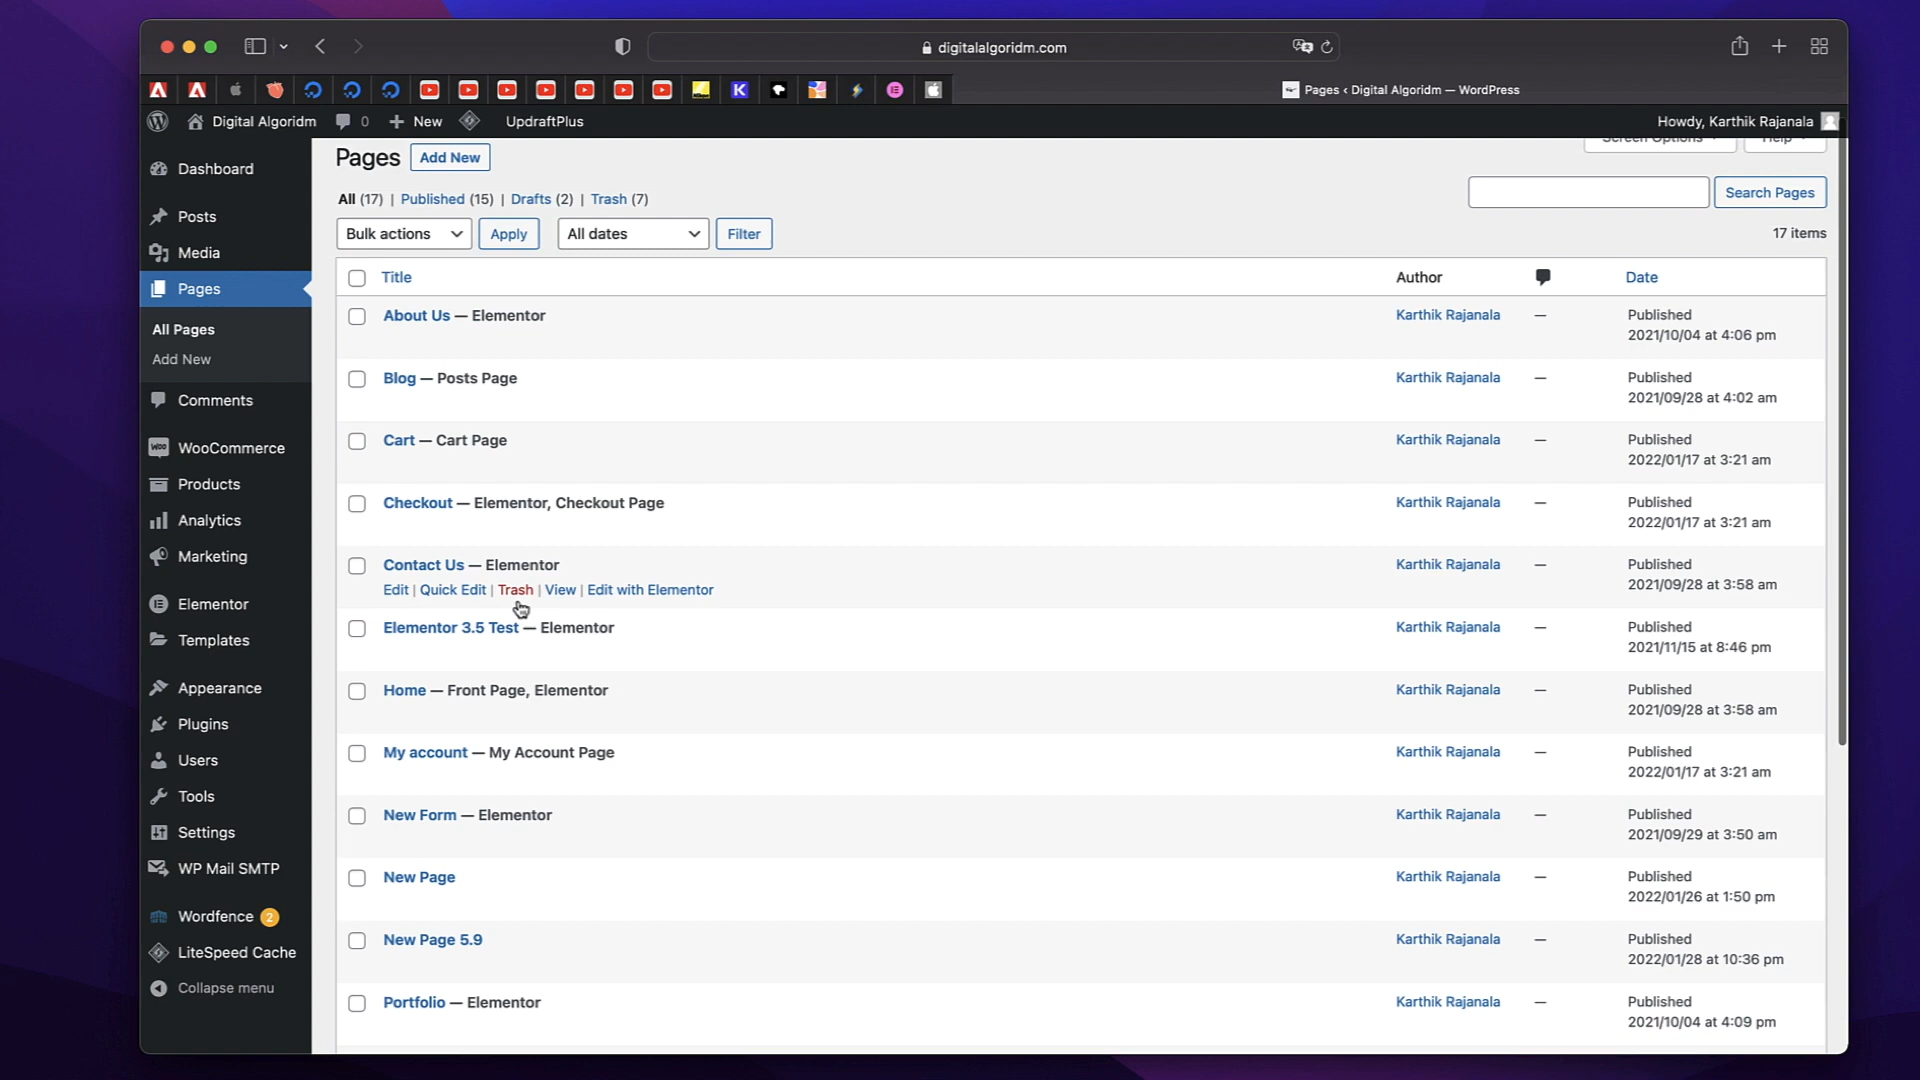 digitalalgoridm.com
Pages ‹ Digital Algoridm — WordPress
Digital Algoridm 0 New UpdraftPlus Howdy, Karthik Rajanala
Dashboard
Posts
Media
Pages
All Pages
Add New
Comments
WooCommerce
Products
Analytics
Marketing
Elementor
Templates
Appearance
Plugins
Users
Tools
Settings
WP Mail SMTP
Wordfence 2
LiteSpeed Cache
Collapse menu
Pages Add New
Screen Options Help
All (17) | Published (15) | Drafts (2) | Trash (7)
Search Pages
Bulk actions Apply All dates Filter
17 items
Title Author Date
About Us — Elementor Karthik Rajanala — Published
2021/10/04 at 4:06 pm
Blog — Posts Page Karthik Rajanala — Published
2021/09/28 at 4:02 am
Cart — Cart Page Karthik Rajanala — Published
2022/01/17 at 3:21 am
Checkout — Elementor, Checkout Page Karthik Rajanala — Published
2022/01/17 at 3:21 am
Contact Us — Elementor Karthik Rajanala — Published
Edit | Quick Edit | Trash | View | Edit with Elementor 2021/09/28 at 3:58 am
Elementor 3.5 Test — Elementor Karthik Rajanala — Published
2021/11/15 at 8:46 pm
Home — Front Page, Elementor Karthik Rajanala — Published
2021/09/28 at 3:58 am
My account — My Account Page Karthik Rajanala — Published
2022/01/17 at 3:21 am
New Form — Elementor Karthik Rajanala — Published
2021/09/29 at 3:50 am
New Page Karthik Rajanala — Published
2022/01/26 at 1:50 pm
New Page 5.9 Karthik Rajanala — Published
2022/01/28 at 10:36 pm
Portfolio — Elementor Karthik Rajanala — Published
2021/10/04 at 4:09 pm